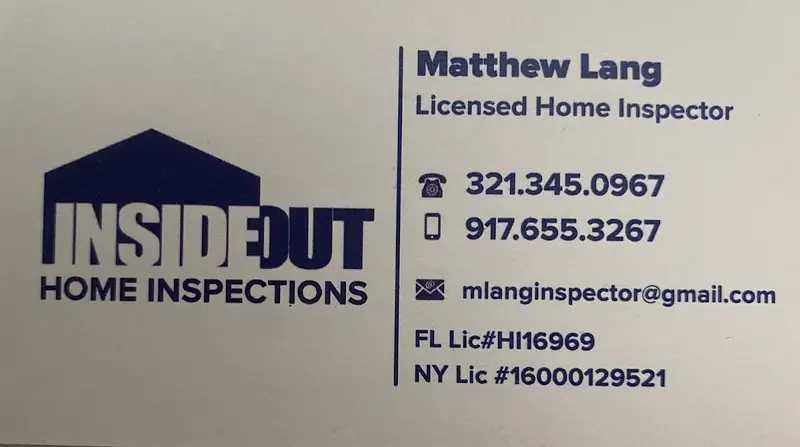 INSIDEOUT
HOME INSPECTIONS
Matthew Lang
Licensed Home Inspector
321.345.0967
917.655.3267
mlanginspector@gmail.com
FL Lic#HI16969
NY Lic #16000129521